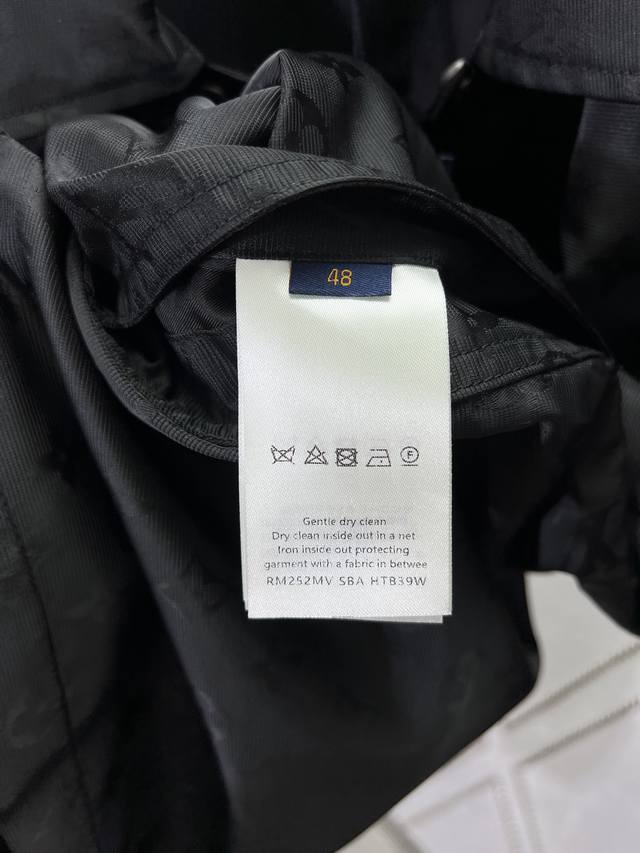 48
F
Gentle dry clean
Dry clean inside out in a net
Iron inside out protecting
garment with a fabric in betwee
RM252MV SBA HTB39W